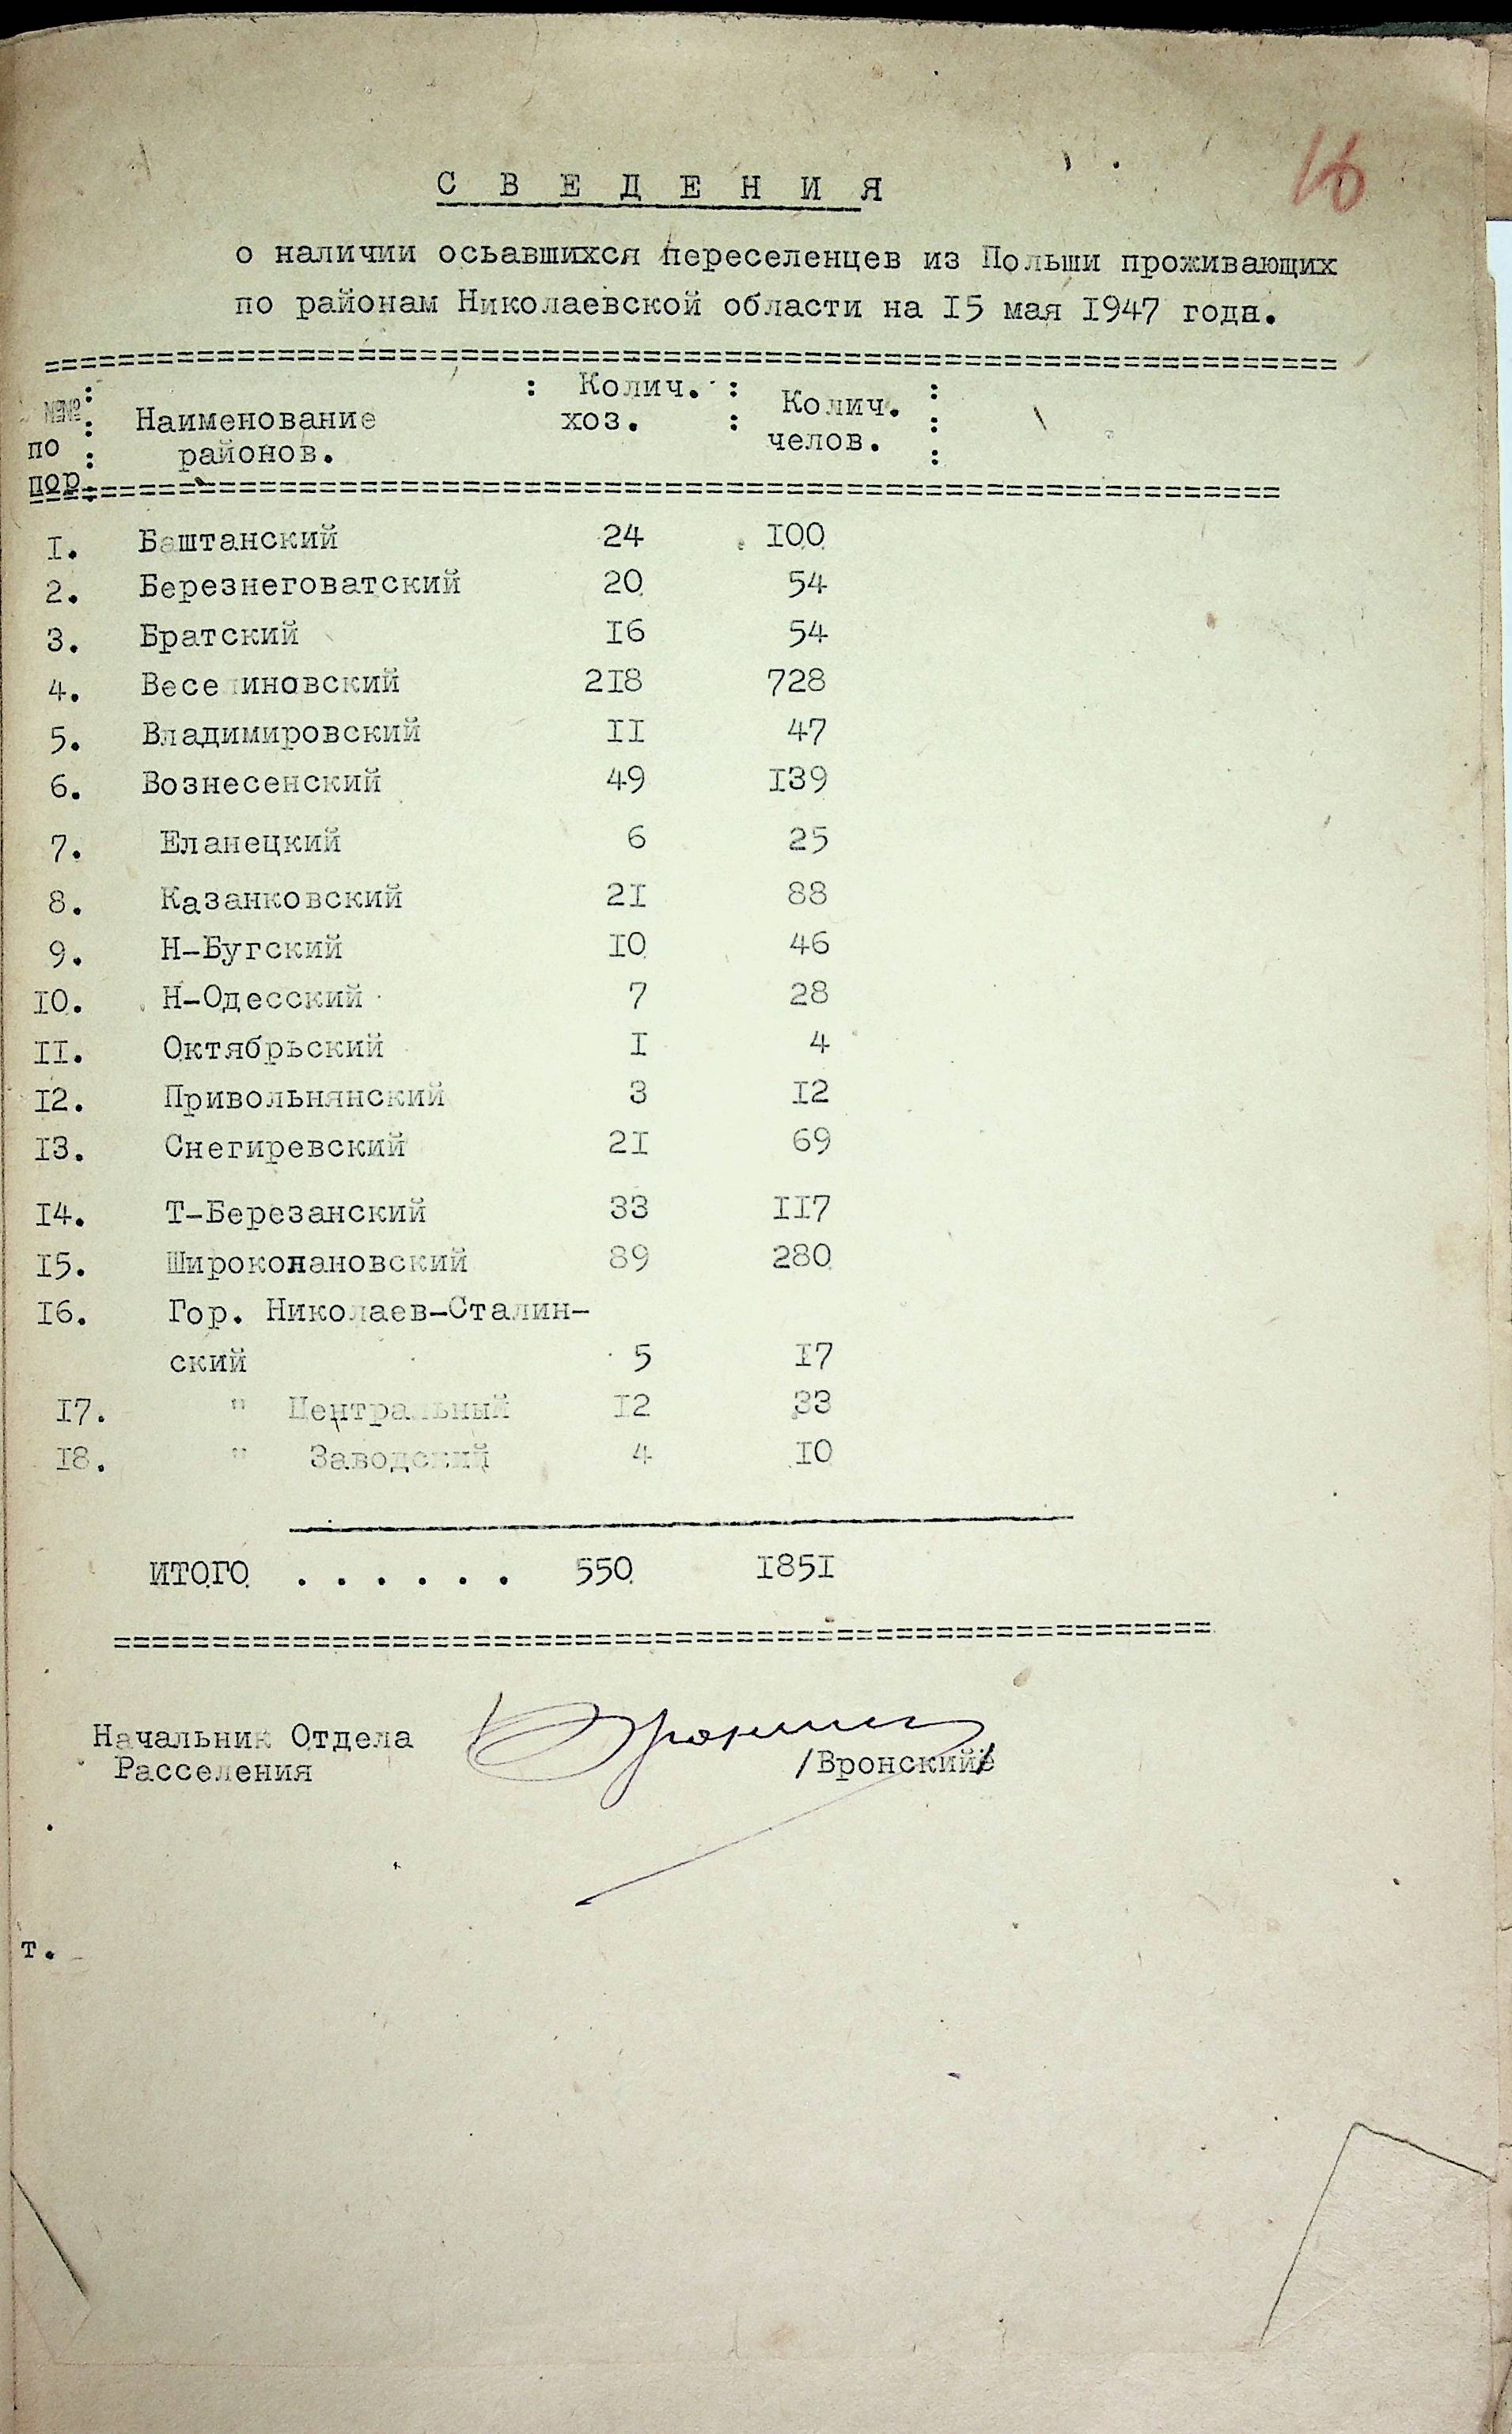 16
С В Е Д Е Н И Я
о наличии осьавшихся переселенцев из Польши проживающих
по районам Николаевской области на 15 мая 1947 года.
==================================================
№№ : Наименование районов. : Колич. хоз. : Колич. челов. :
по
пор.
==================================================
1. Баштанский 24 100
2. Березнеговатский 20 54
3. Братский 16 54
4. Веселиновский 218 728
5. Владимировский 11 47
6. Вознесенский 49 139
7. Еланецкий 6 25
8. Казанковский 21 88
9. Н-Бугский 10 46
10. Н-Одесский 7 28
11. Октябрьский 1 4
12. Привольнянский 3 12
13. Снегиревский 21 69
14. Т-Березанский 33 117
15. Широколановский 89 280
16. Гор. Николаев-Сталин-
ский 5 17
17. " Центральный 12 33
18. " Заводский 4 10
ИТОГО . . . . . . 550 1851
==================================================
Начальник Отдела
Расселения /Вронский/
т.